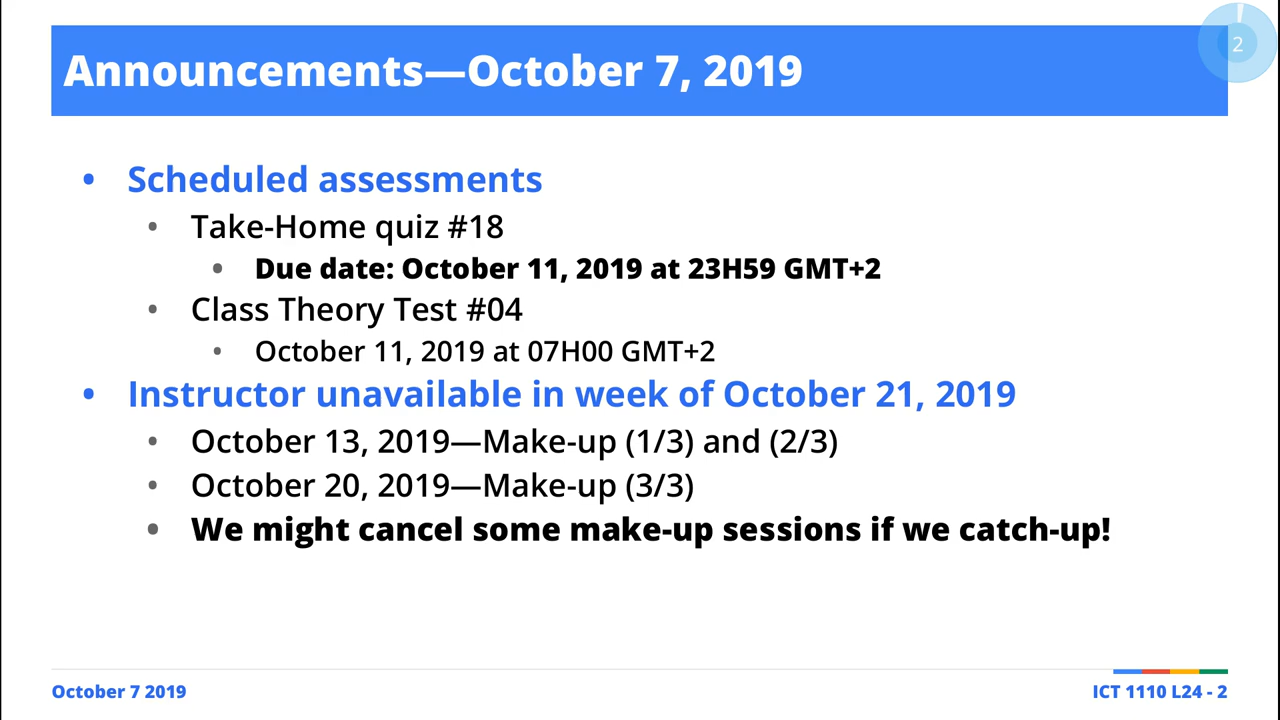 Announcements—October 7, 2019
2
• Scheduled assessments
• Take-Home quiz #18
• Due date: October 11, 2019 at 23H59 GMT+2
• Class Theory Test #04
• October 11, 2019 at 07H00 GMT+2
• Instructor unavailable in week of October 21, 2019
• October 13, 2019—Make-up (1/3) and (2/3)
• October 20, 2019—Make-up (3/3)
• We might cancel some make-up sessions if we catch-up!
October 7 2019
ICT 1110 L24 - 2